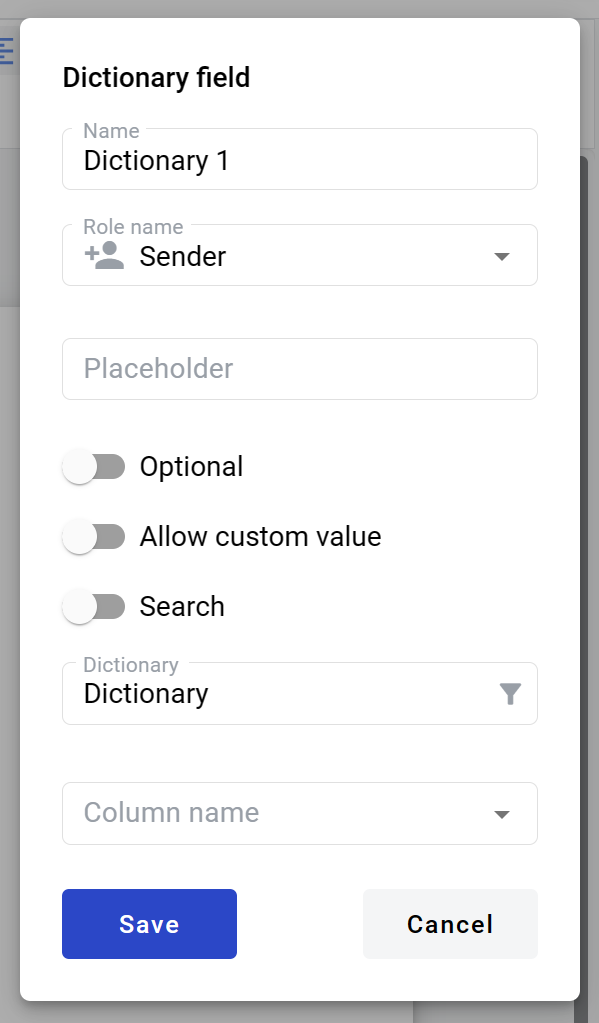 Dictionary field
Name
Dictionary 1
Role name
Sender
Placeholder
Optional
Allow custom value
Search
Dictionary
Dictionary
Column name
Save
Cancel